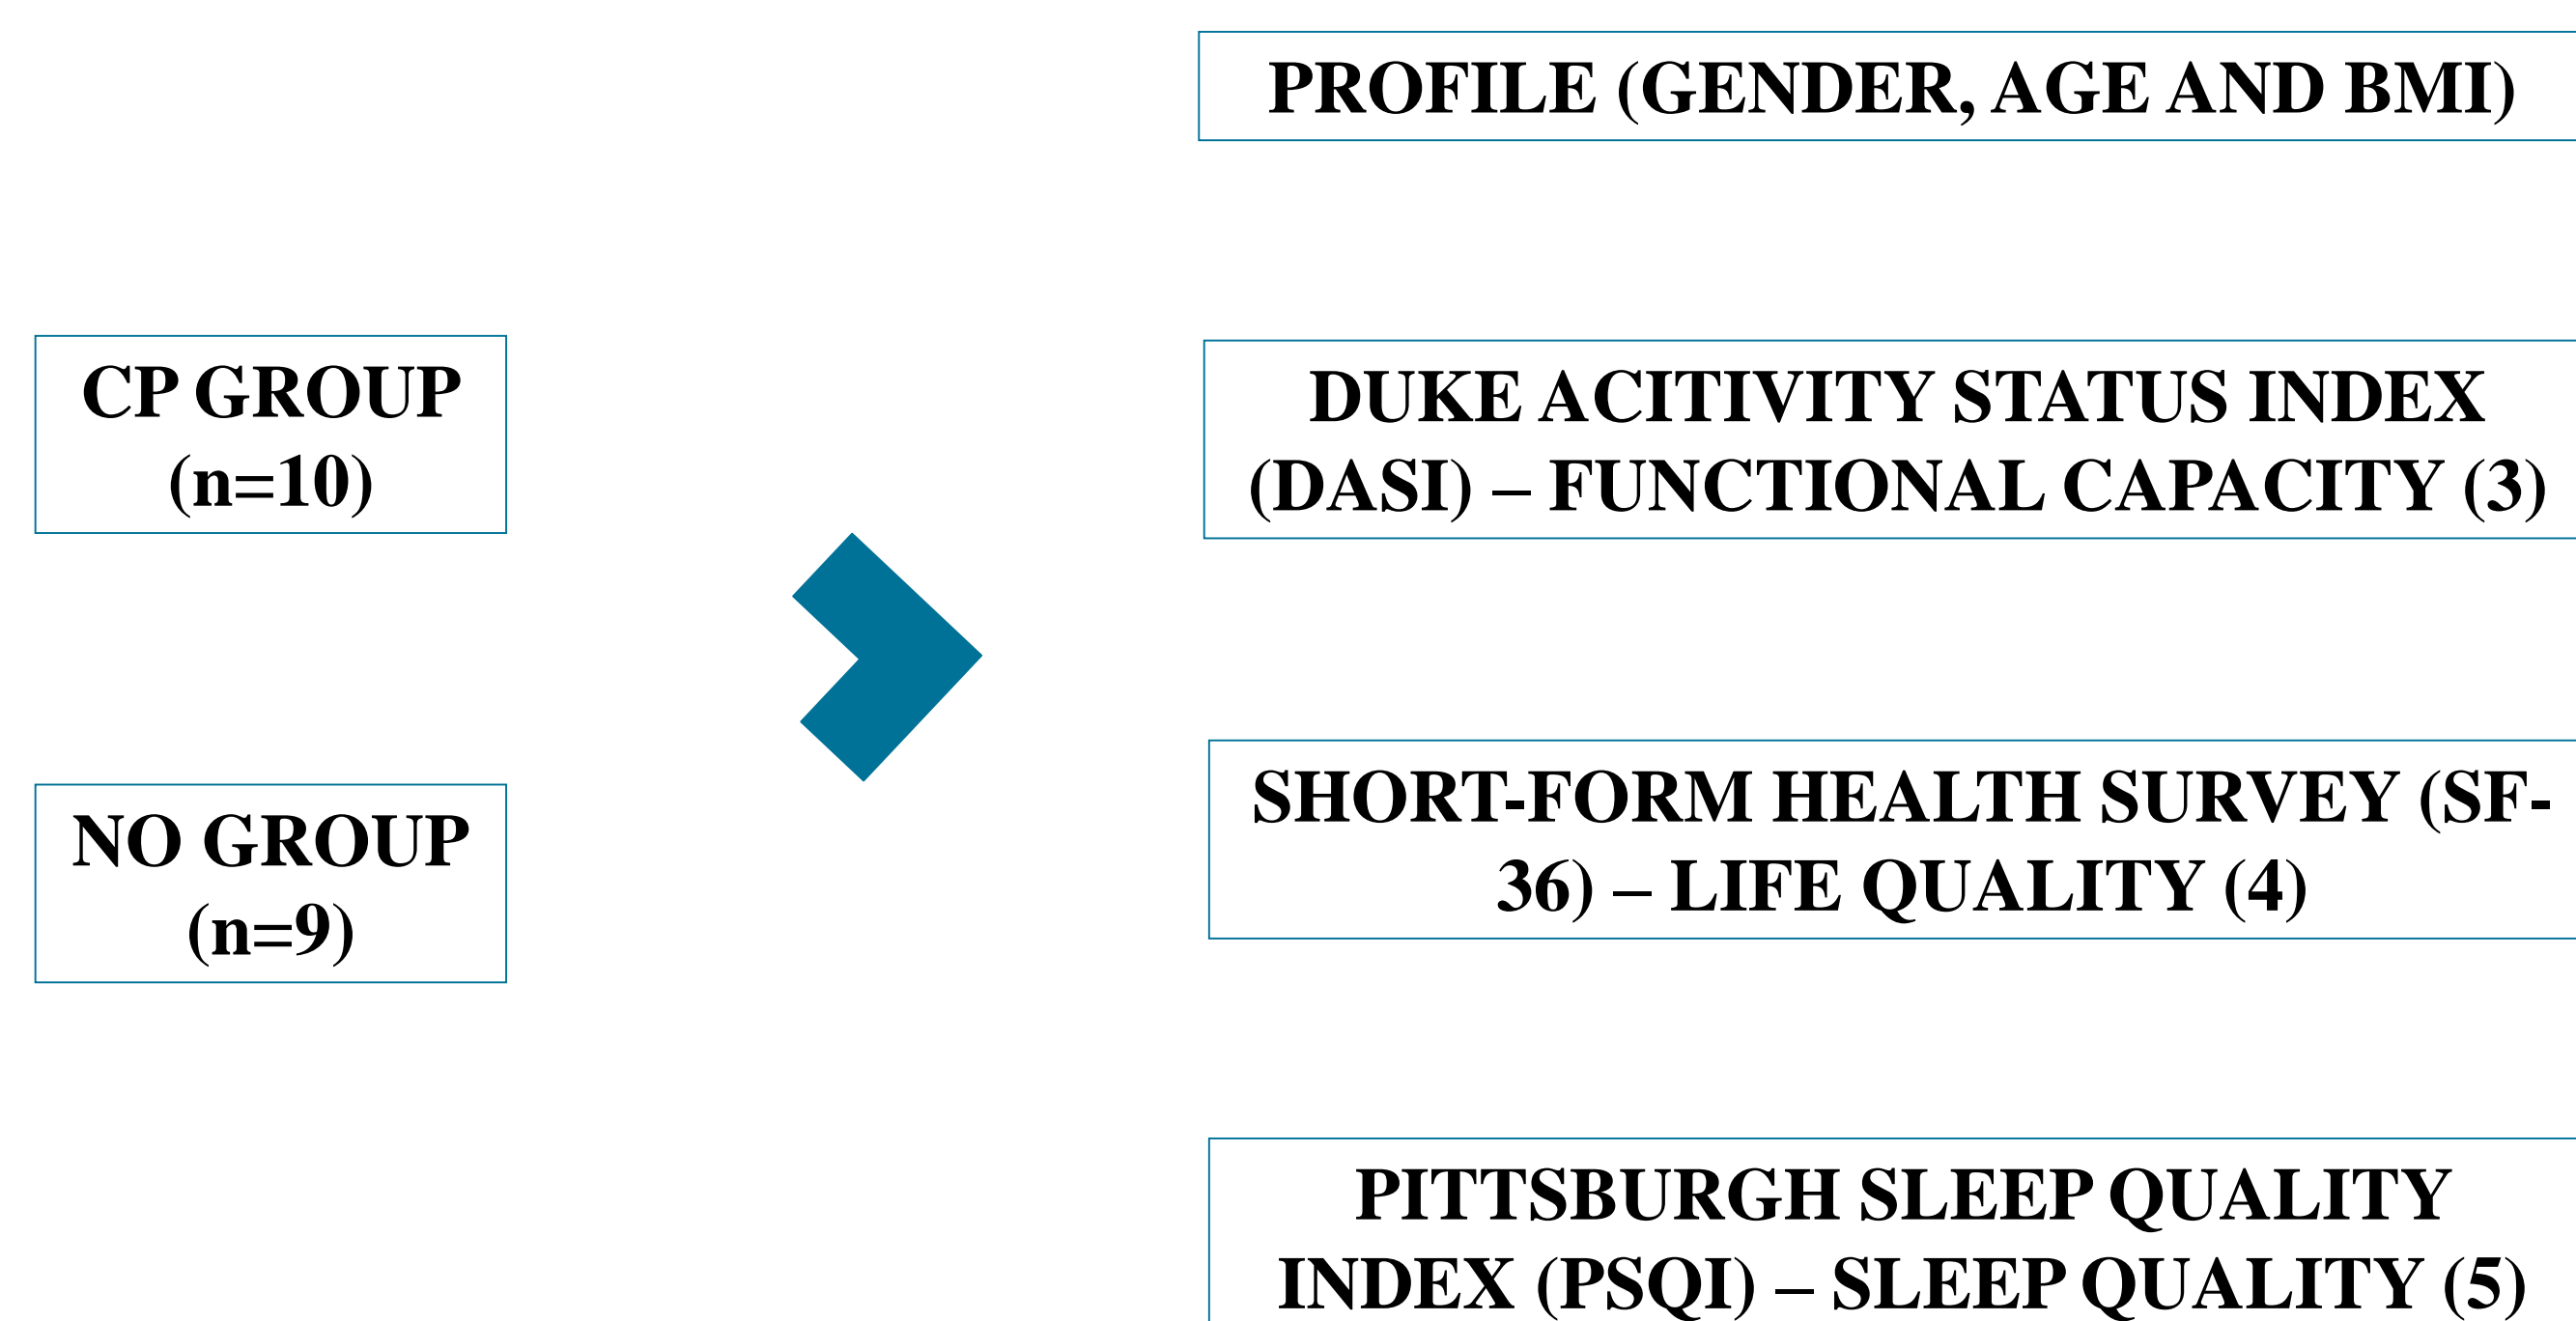 PROFILE (GENDER, AGE AND BMI)
CP GROUP
(n=10)
DUKE ACITIVITY STATUS INDEX
(DASI) – FUNCTIONAL CAPACITY (3)
NO GROUP
(n=9)
SHORT-FORM HEALTH SURVEY (SF-
36) – LIFE QUALITY (4)
PITTSBURGH SLEEP QUALITY
INDEX (PSQI) – SLEEP QUALITY (5)